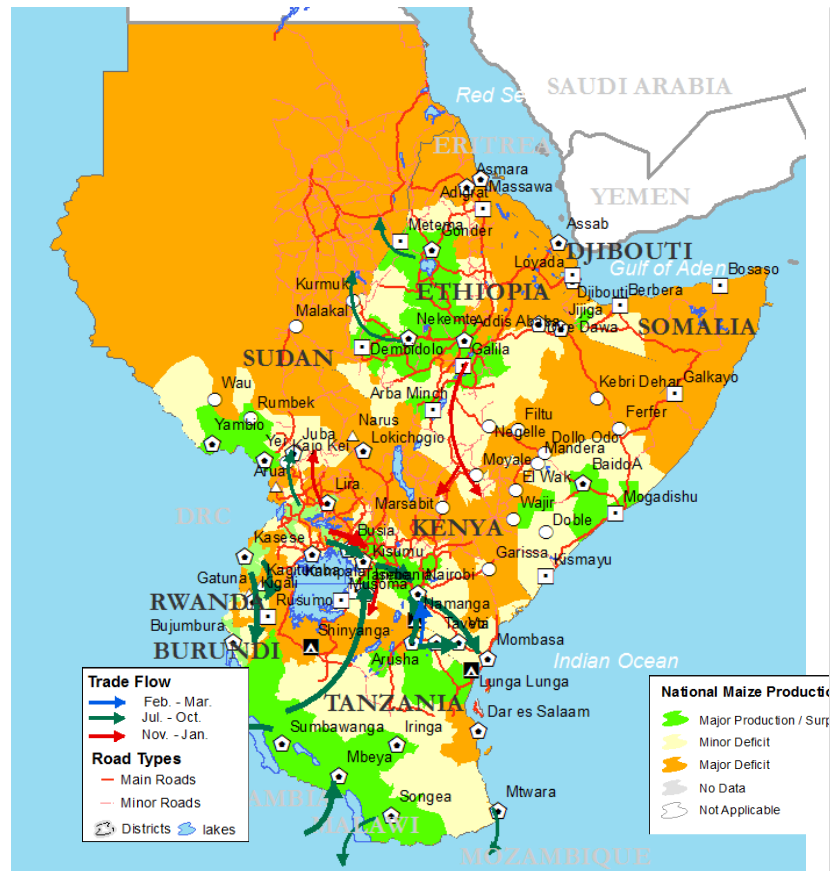 SAUDI ARABIA
Red Se
ERITREA
Asmara
Massawa
Adigrat
YEMEN
Assab
Metema
Gonder
DJIBOUTI
Loyada
Gulf of Aden
Bosaso
Kurmuk
ETHIOPIA
Djibouti
Berbera
Malakal
Nekemte
Addis Ababa
Jijiga
Dire Dawa
SOMALIA
SUDAN
Dembidolo
Galila
Wau
Arba Minch
Kebri Dehar
Galkayo
Rumbek
Yambio
Narus
Filtu
Ferfer
Juba
Lokichogio
Negelle
Dollo Odo
Yei
Kajo Kei
Mandera
Arua
Moyale
BaidoA
El Wak
Lira
Marsabit
Wajir
Mogadishu
DRC
KENYA
Busia
Doble
Kasese
Kisumu
Garissa
Kismayu
Gatuna
Kagitumba
Kampala
Nairobi
Kigali
Musoma
RWANDA
Rusumo
Namanga
Bujumbura
Shinyanga
Taveta
Voi
Mombasa
BURUNDI
Arusha
Indian Ocean
Lunga Lunga
TANZANIA
Dar es Salaam
Sumbawanga
Iringa
Mbeya
AMBI
Songea
Mtwara
MALAWI
MOZAMBIQUE
Trade Flow
Feb. - Mar.
Jul. - Oct.
Nov. - Jan.
Road Types
Main Roads
Minor Roads
Districts
lakes
National Maize Productio
Major Production / Surp
Minor Deficit
Major Deficit
No Data
Not Applicable